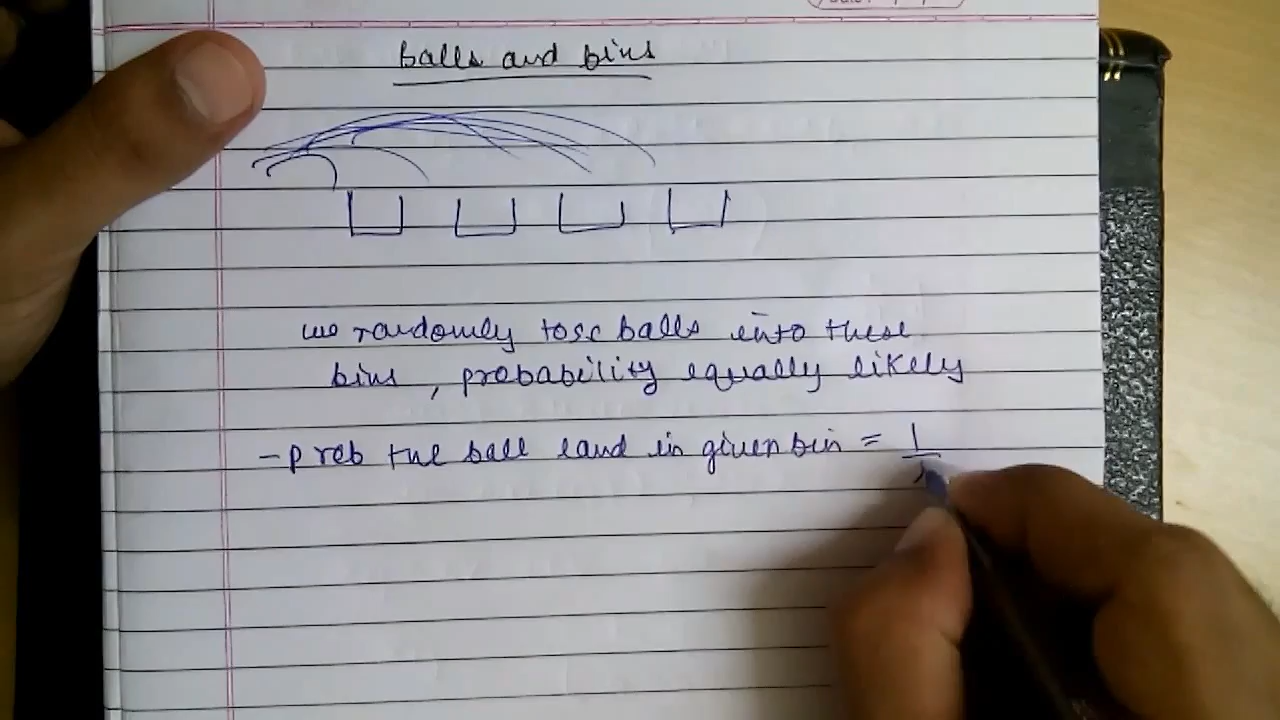 balls and bins
we randomly toss balls into these
bins, probability equally likely
- prob the ball land in given bin = 1/